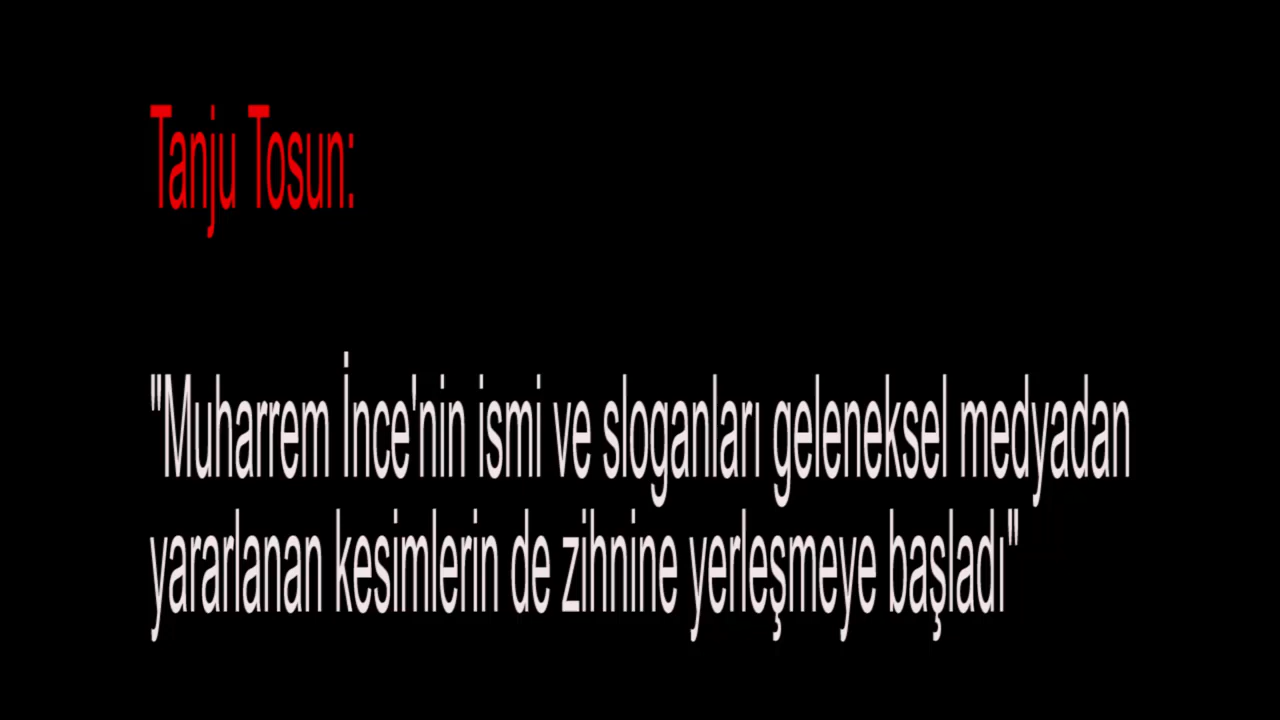 Tanju Tosun:
"Muharrem İnce'nin ismi ve sloganları geleneksel medyadan
yararlanan kesimlerin de zihnine yerleşmeye başladı"